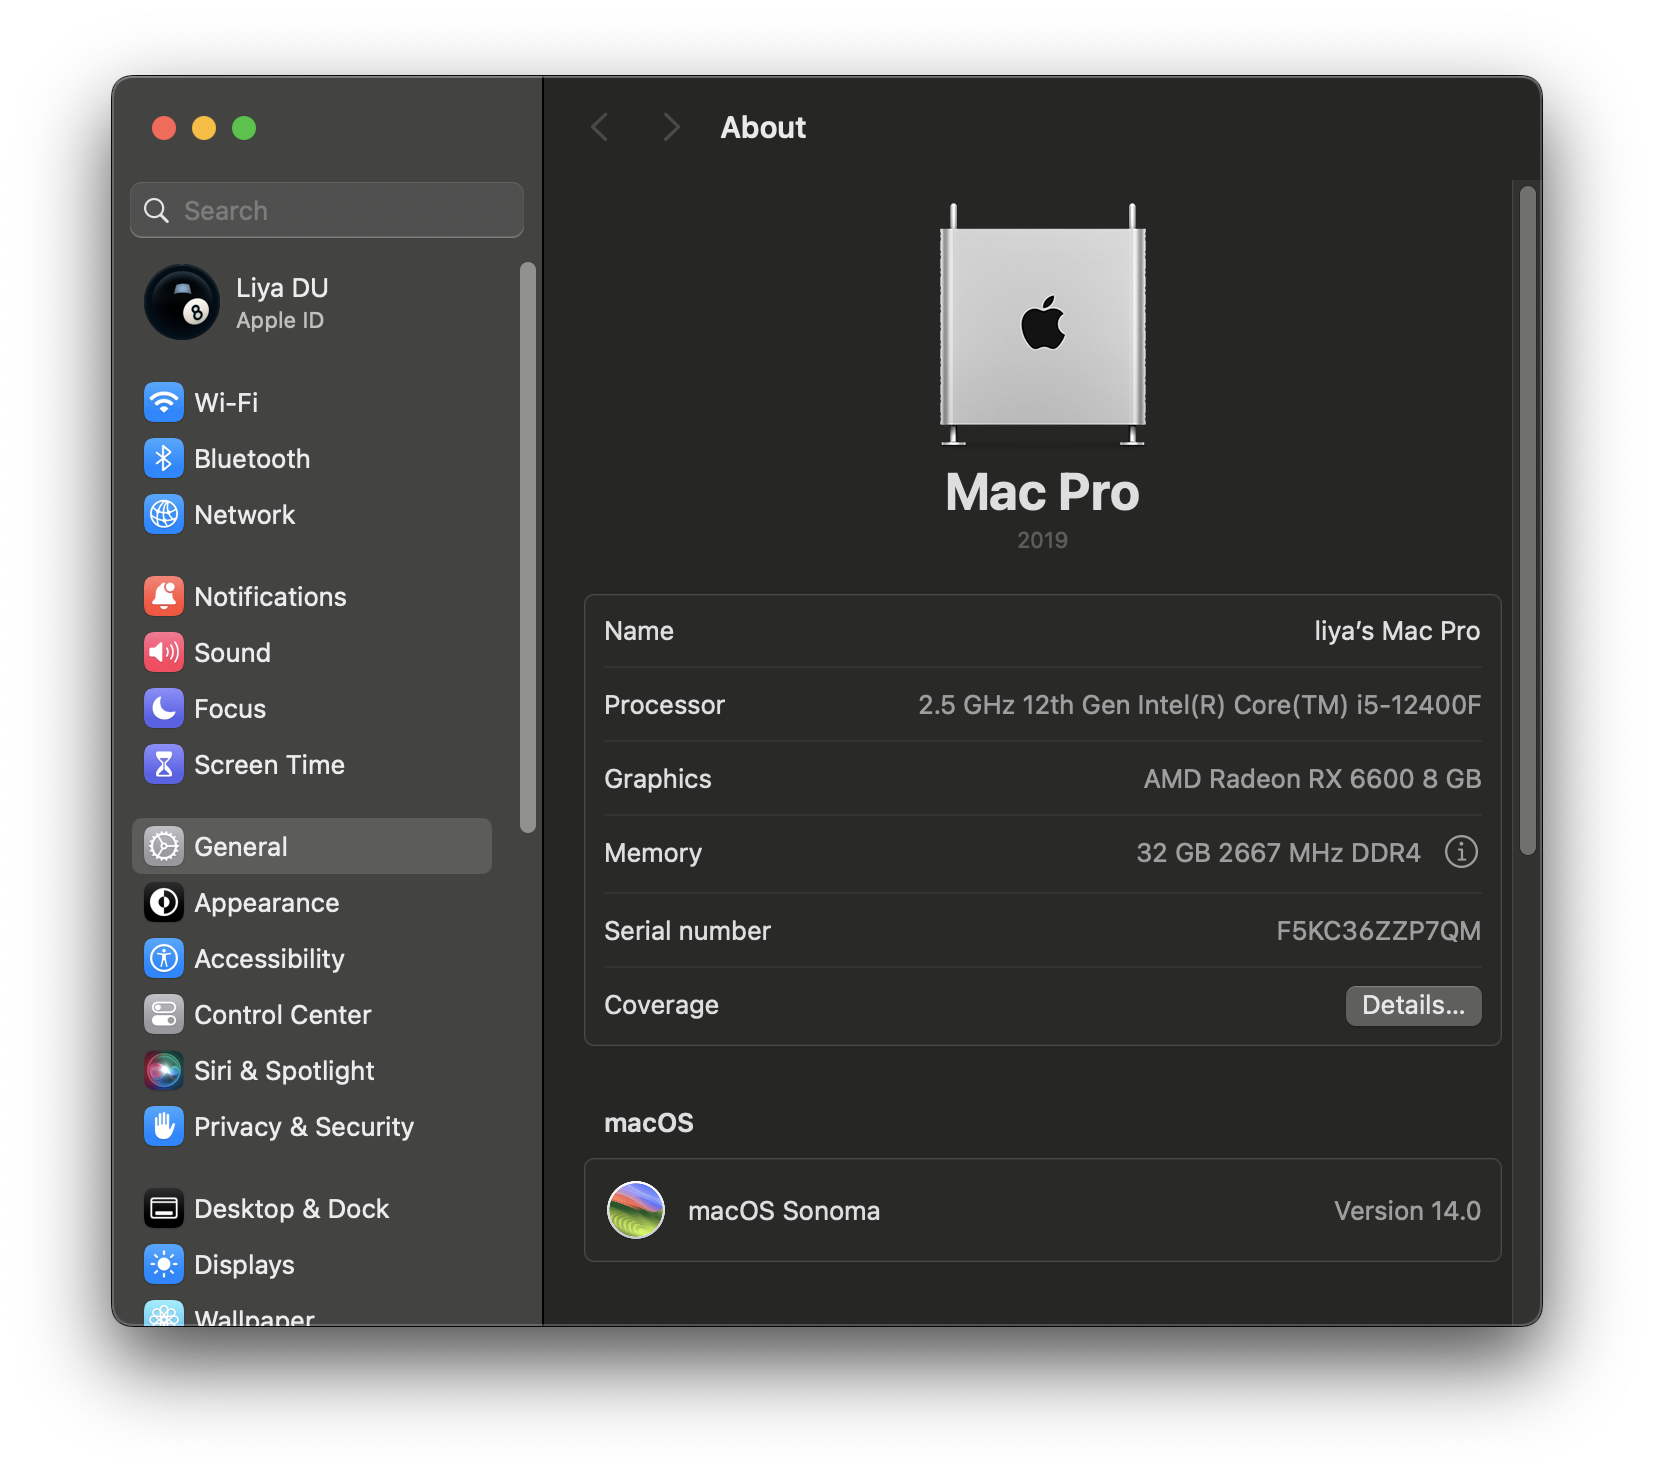 Search
Liya DU
Apple ID
Wi-Fi
Bluetooth
Network
Notifications
Sound
Focus
Screen Time
General
Appearance
Accessibility
Control Center
Siri & Spotlight
Privacy & Security
Desktop & Dock
Displays
Wallpaper
About
Mac Pro
2019
Name liya’s Mac Pro
Processor 2.5 GHz 12th Gen Intel(R) Core(TM) i5-12400F
Graphics AMD Radeon RX 6600 8 GB
Memory 32 GB 2667 MHz DDR4
Serial number F5KC36ZZP7QM
Coverage Details...
macOS
macOS Sonoma Version 14.0